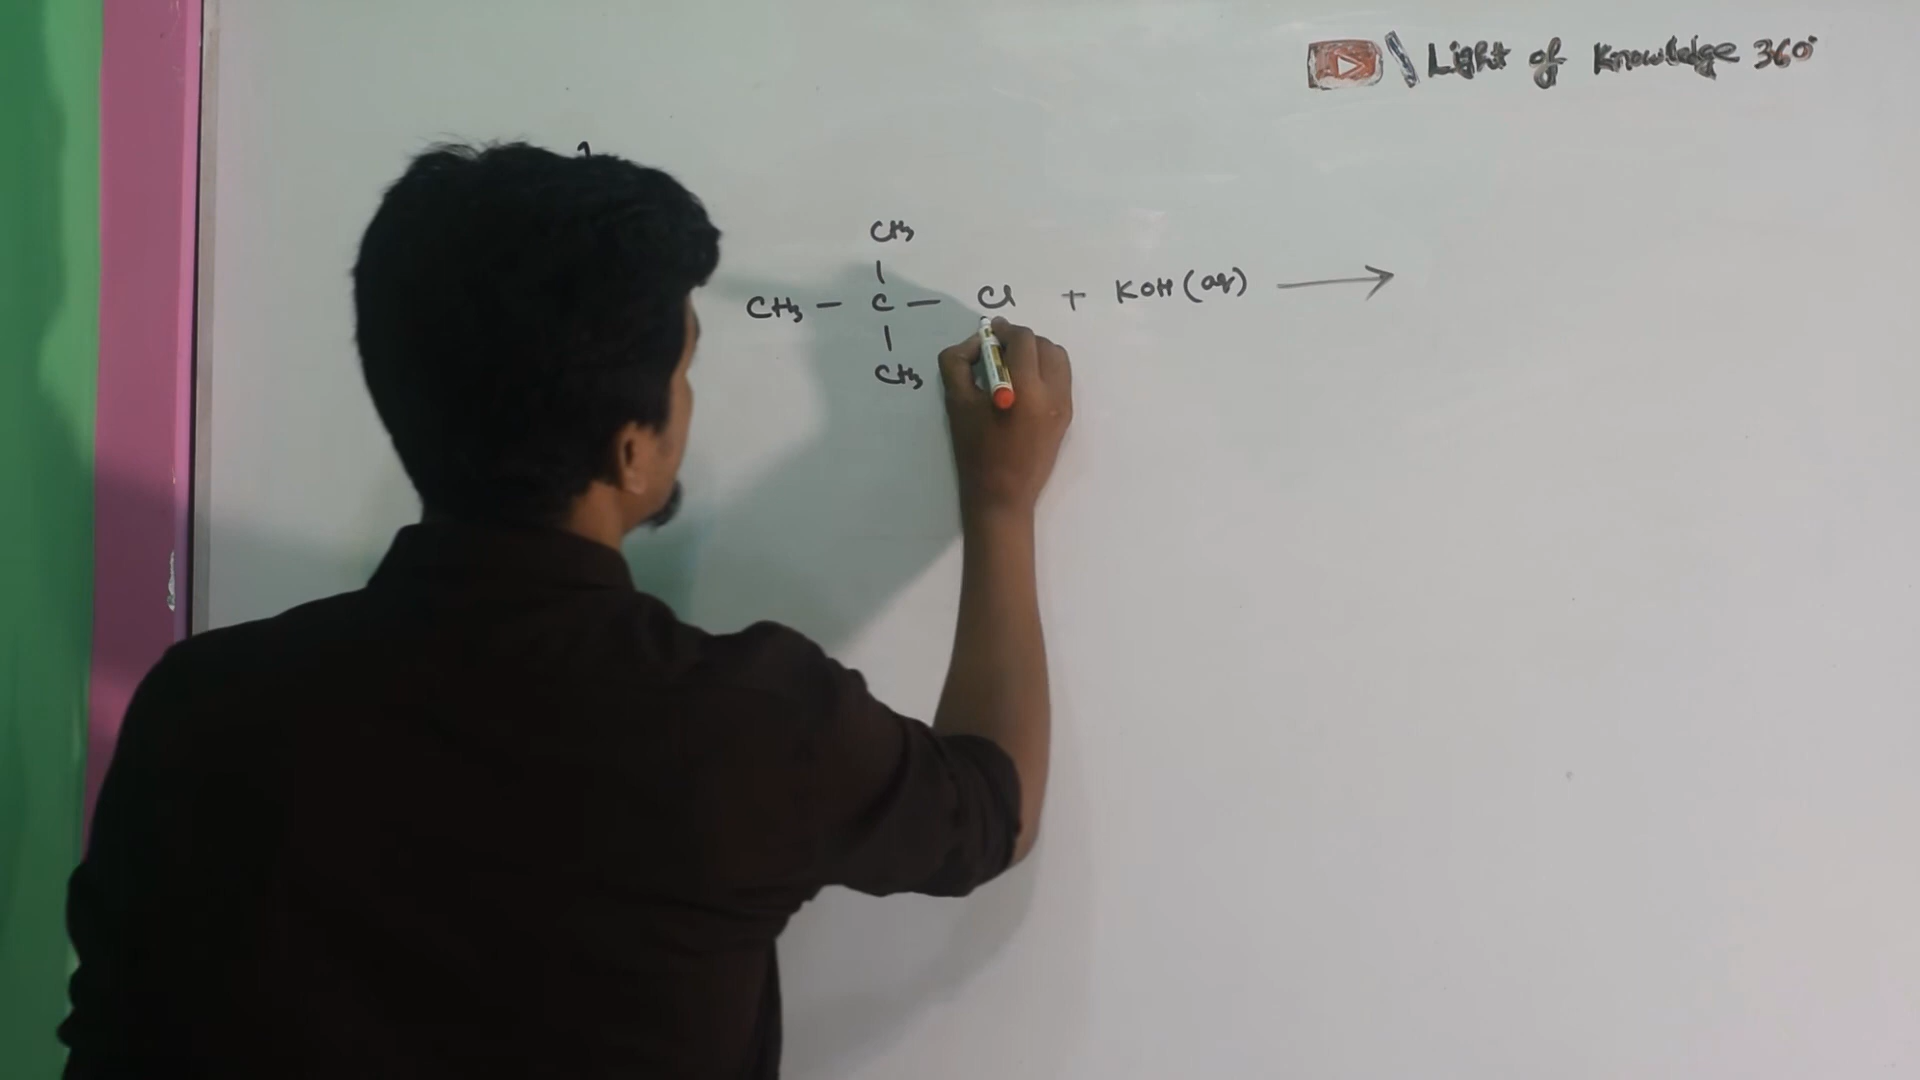 Light of Knowledge 360°
CH3
|
CH3 — C — Cl + KOH (aq) ⟶
|
CH3